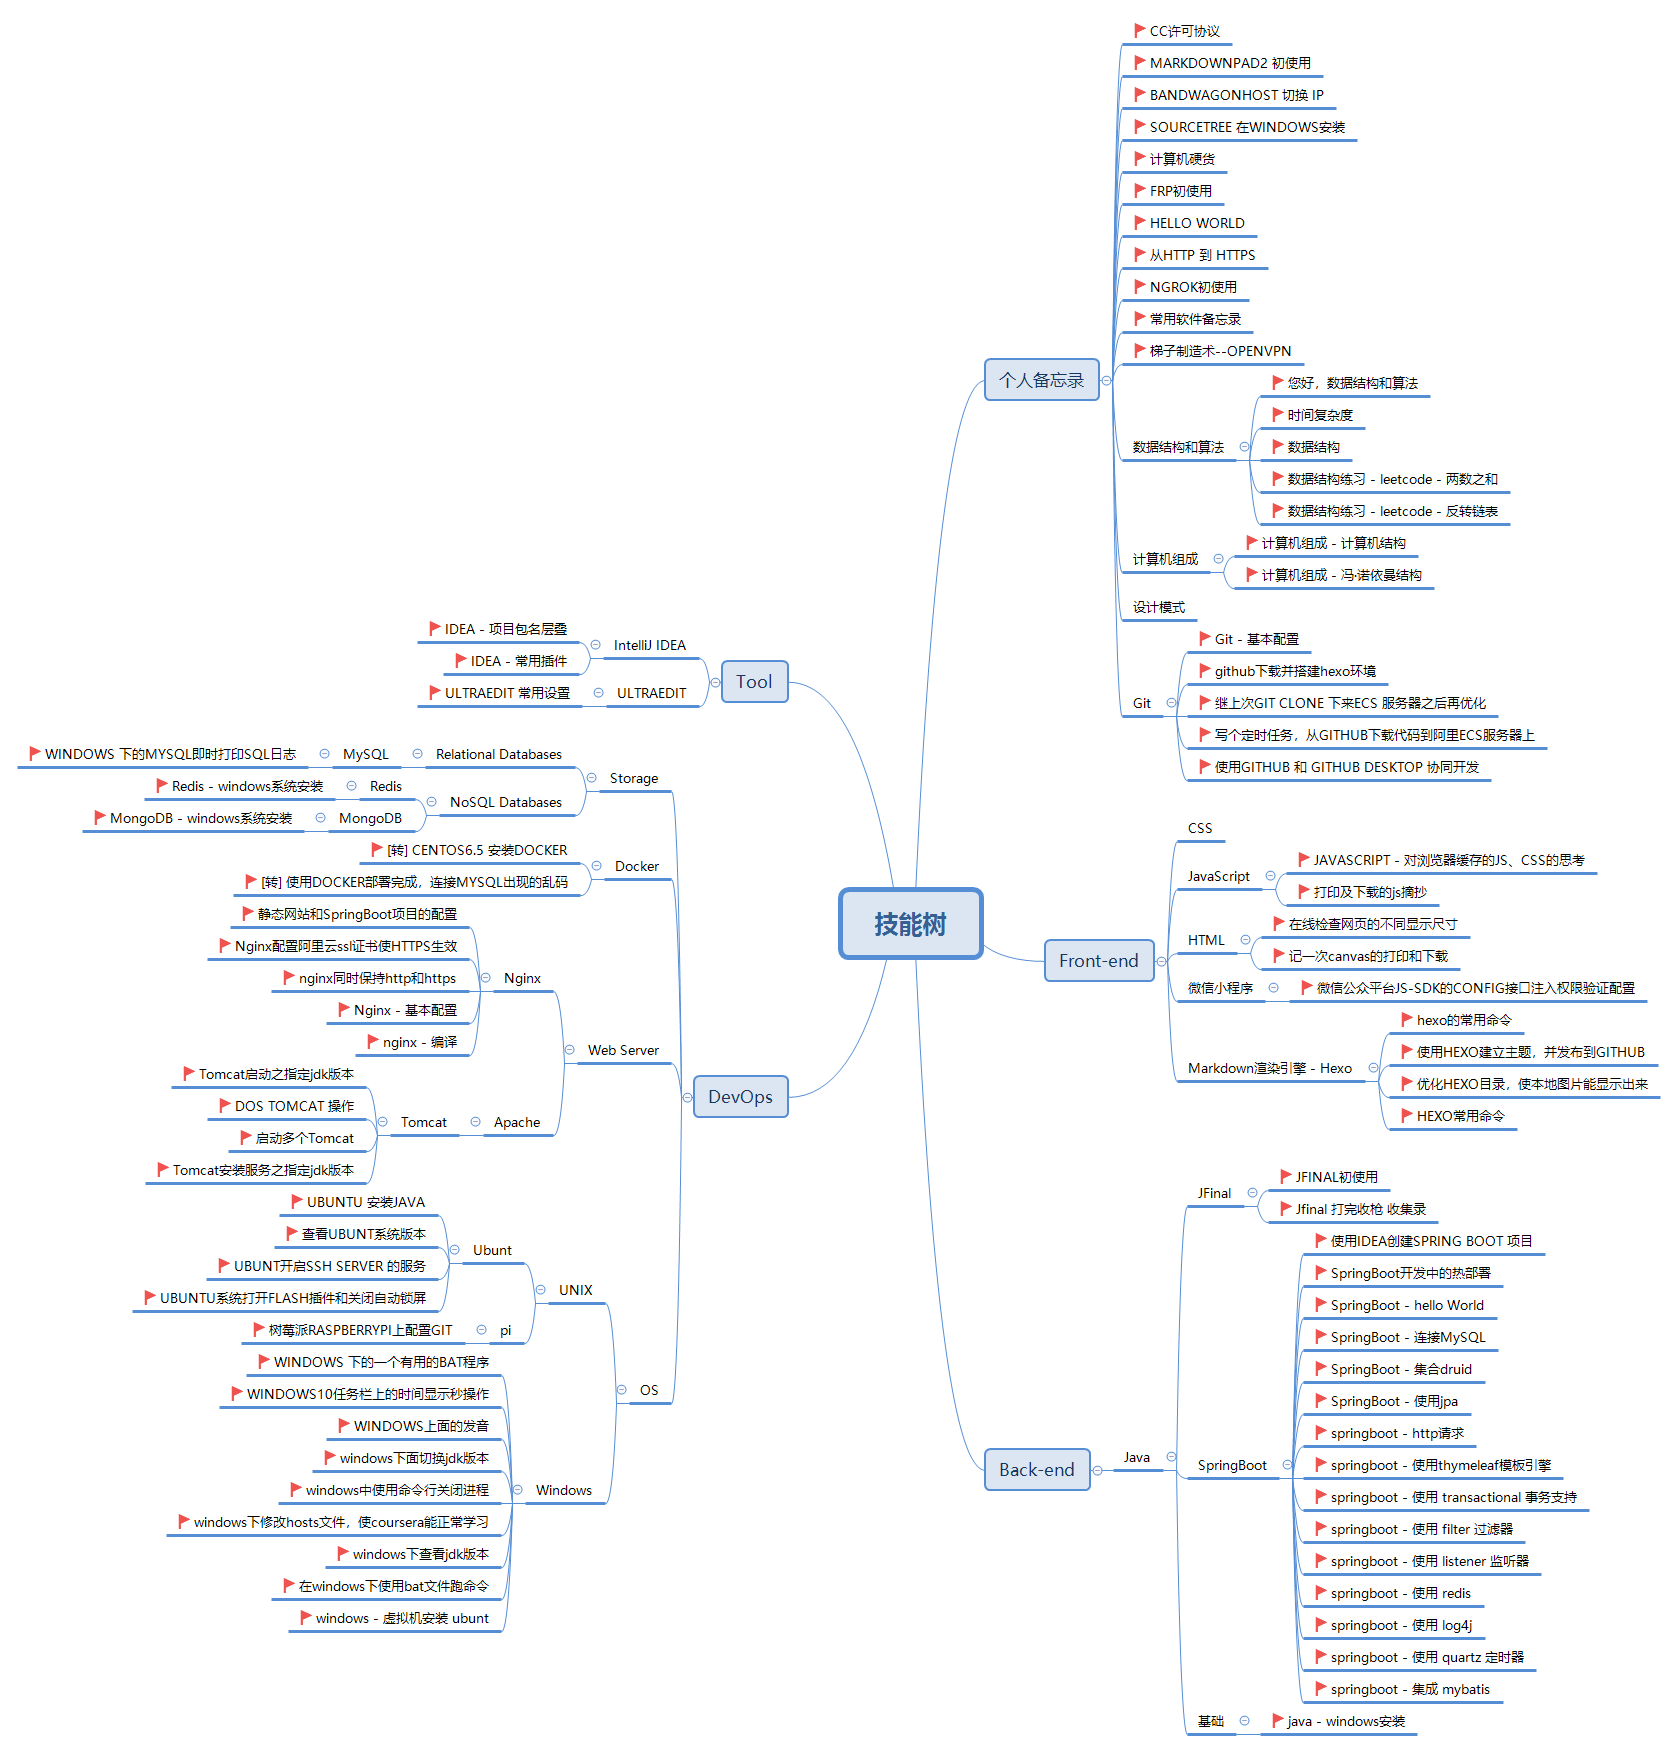 技能树
个人备忘录
CC许可协议
MARKDOWNPAD2 初使用
BANDWAGONHOST 切换 IP
SOURCETREE 在WINDOWS安装
计算机硬货
FRP初使用
HELLO WORLD
从HTTP 到 HTTPS
NGROK初使用
常用软件备忘录
梯子制造术--OPENVPN
数据结构和算法
您好，数据结构和算法
时间复杂度
数据结构
数据结构练习 - leetcode - 两数之和
数据结构练习 - leetcode - 反转链表
计算机组成
计算机组成 - 计算机结构
计算机组成 - 冯·诺依曼结构
设计模式
Git
Git - 基本配置
github下载并搭建hexo环境
继上次GIT CLONE 下来ECS 服务器之后再优化
写个定时任务，从GITHUB下载代码到阿里ECS服务器上
使用GITHUB 和 GITHUB DESKTOP 协同开发
Front-end
CSS
JavaScript
JAVASCRIPT - 对浏览器缓存的JS、CSS的思考
打印及下载的js摘抄
HTML
在线检查网页的不同显示尺寸
记一次canvas的打印和下载
微信小程序
微信公众平台JS-SDK的CONFIG接口注入权限验证配置
Markdown渲染引擎 - Hexo
hexo的常用命令
使用HEXO建立主题，并发布到GITHUB
优化HEXO目录，使本地图片能显示出来
HEXO常用命令
Back-end
Java
JFinal
JFINAL初使用
Jfinal 打完收枪 收集录
SpringBoot
使用IDEA创建SPRING BOOT 项目
SpringBoot开发中的热部署
SpringBoot - hello World
SpringBoot - 连接MySQL
SpringBoot - 集合druid
SpringBoot - 使用jpa
springboot - http请求
springboot - 使用thymeleaf模板引擎
springboot - 使用 transactional 事务支持
springboot - 使用 filter 过滤器
springboot - 使用 listener 监听器
springboot - 使用 redis
springboot - 使用 log4j
springboot - 使用 quartz 定时器
springboot - 集成 mybatis
基础
java - windows安装
Tool
IntelliJ IDEA
IDEA - 项目包名层叠
IDEA - 常用插件
ULTRAEDIT
ULTRAEDIT 常用设置
DevOps
Storage
Relational Databases
MySQL
WINDOWS 下的MYSQL即时打印SQL日志
NoSQL Databases
Redis
Redis - windows系统安装
MongoDB
MongoDB - windows系统安装
Docker
[转] CENTOS6.5 安装DOCKER
[转] 使用DOCKER部署完成，连接MYSQL出现的乱码
Web Server
Nginx
静态网站和SpringBoot项目的配置
Nginx配置阿里云ssl证书使HTTPS生效
nginx同时保持http和https
Nginx - 基本配置
nginx - 编译
Apache
Tomcat
Tomcat启动之指定jdk版本
DOS TOMCAT 操作
启动多个Tomcat
Tomcat安装服务之指定jdk版本
OS
UNIX
Ubunt
UBUNTU 安装JAVA
查看UBUNT系统版本
UBUNT开启SSH SERVER 的服务
UBUNTU系统打开FLASH插件和关闭自动锁屏
pi
树莓派RASPBERRYPI上配置GIT
Windows
WINDOWS 下的一个有用的BAT程序
WINDOWS10任务栏上的时间显示秒操作
WINDOWS上面的发音
windows下面切换jdk版本
windows中使用命令行关闭进程
windows下修改hosts文件，使coursera能正常学习
windows下查看jdk版本
在windows下使用bat文件跑命令
windows - 虚拟机安装 ubunt